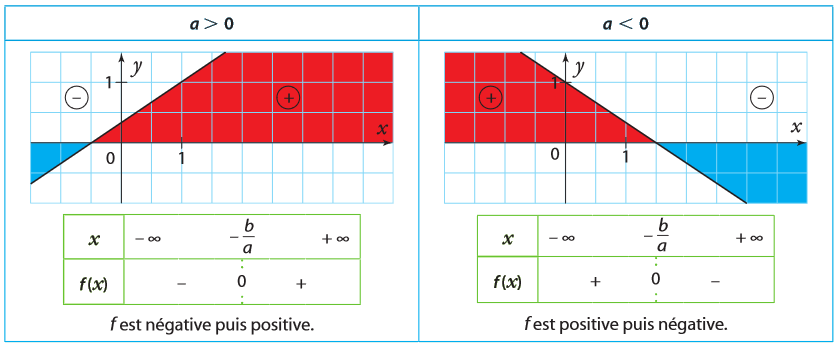 a > 0
a < 0
y
1
−
+
x
0
1
y
1
+
−
x
0
1
x −∞ −b/a +∞
f(x) − 0 +
x −∞ −b/a +∞
f(x) + 0 −
f est négative puis positive.
f est positive puis négative.